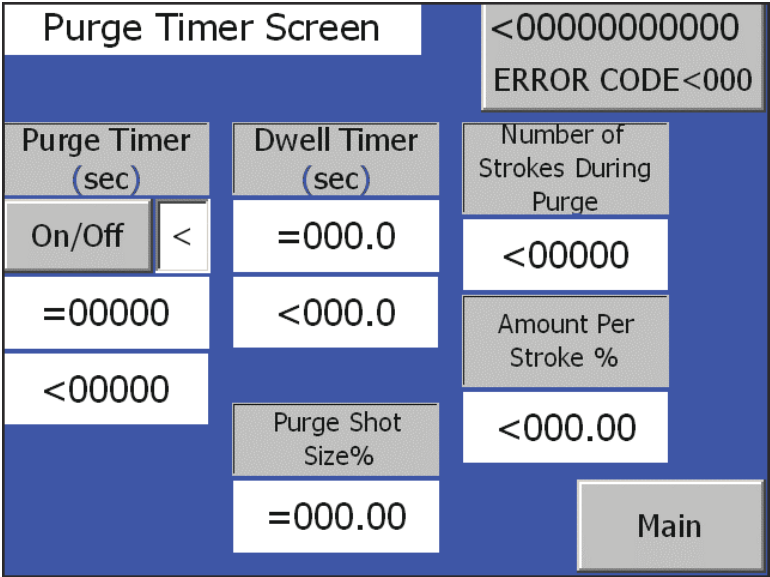 Purge Timer Screen
<00000000000
ERROR CODE<000
Purge Timer
(sec)
On/Off
<
=00000
<00000
Dwell Timer
(sec)
=000.0
<000.0
Purge Shot
Size%
=000.00
Number of
Strokes During
Purge
<00000
Amount Per
Stroke %
<000.00
Main